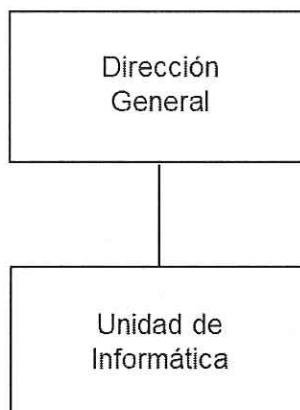 Dirección
General
Unidad de
Informática